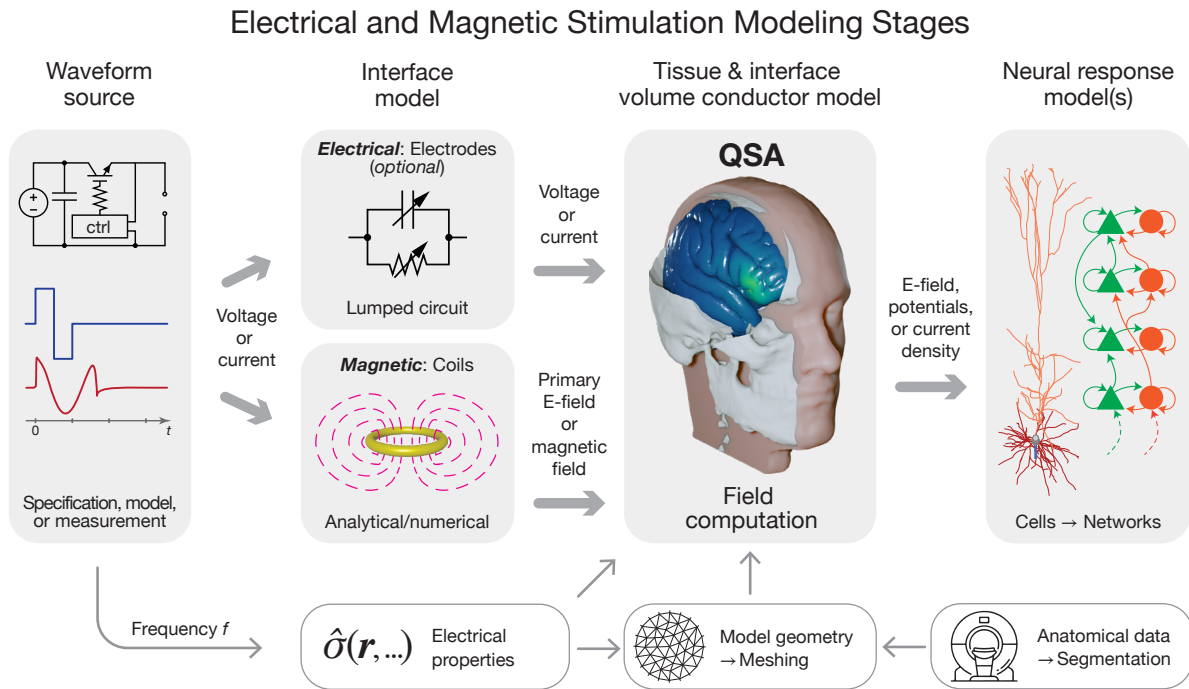 Electrical and Magnetic Stimulation Modeling Stages
Waveform
source
ctrl
0
t
Specification, model,
or measurement
Voltage
or
current
Interface
model
Electrical: Electrodes
(optional)
Lumped circuit
Magnetic: Coils
Analytical/numerical
Voltage
or
current
Primary
E-field
or
magnetic
field
Tissue & interface
volume conductor model
QSA
Field
computation
E-field,
potentials,
or current
density
Neural response
model(s)
Cells → Networks
Frequency f
σ̂(r, ...)
Electrical
properties
Model geometry
→ Meshing
Anatomical data
→ Segmentation